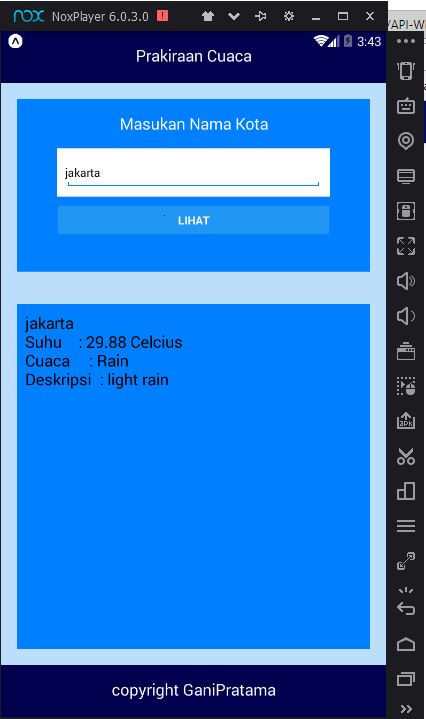 nox NoxPlayer 6.0.3.0
/API-W
3:43
Prakiraan Cuaca
Masukan Nama Kota
jakarta
LIHAT
jakarta
Suhu : 29.88 Celcius
Cuaca : Rain
Deskripsi : light rain
copyright GaniPratama